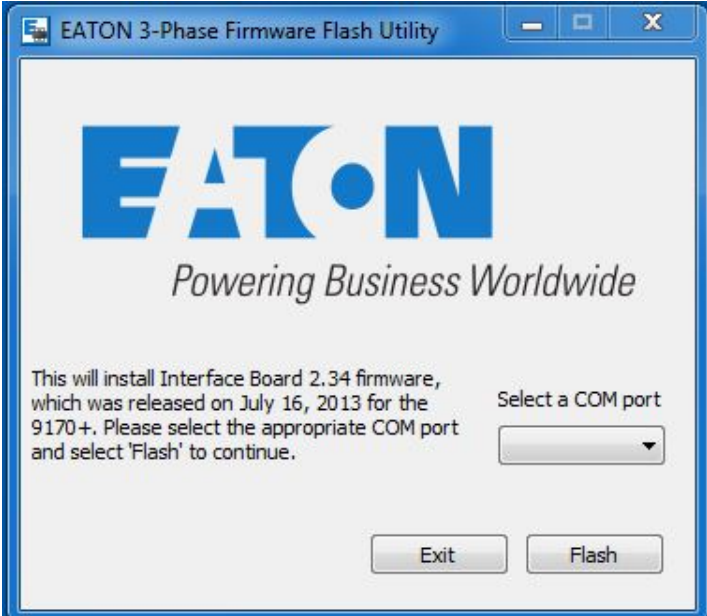 EATON 3-Phase Firmware Flash Utility
EATON
Powering Business Worldwide
This will install Interface Board 2.34 firmware,
which was released on July 16, 2013 for the
9170+. Please select the appropriate COM port
and select 'Flash' to continue.
Select a COM port
Exit
Flash